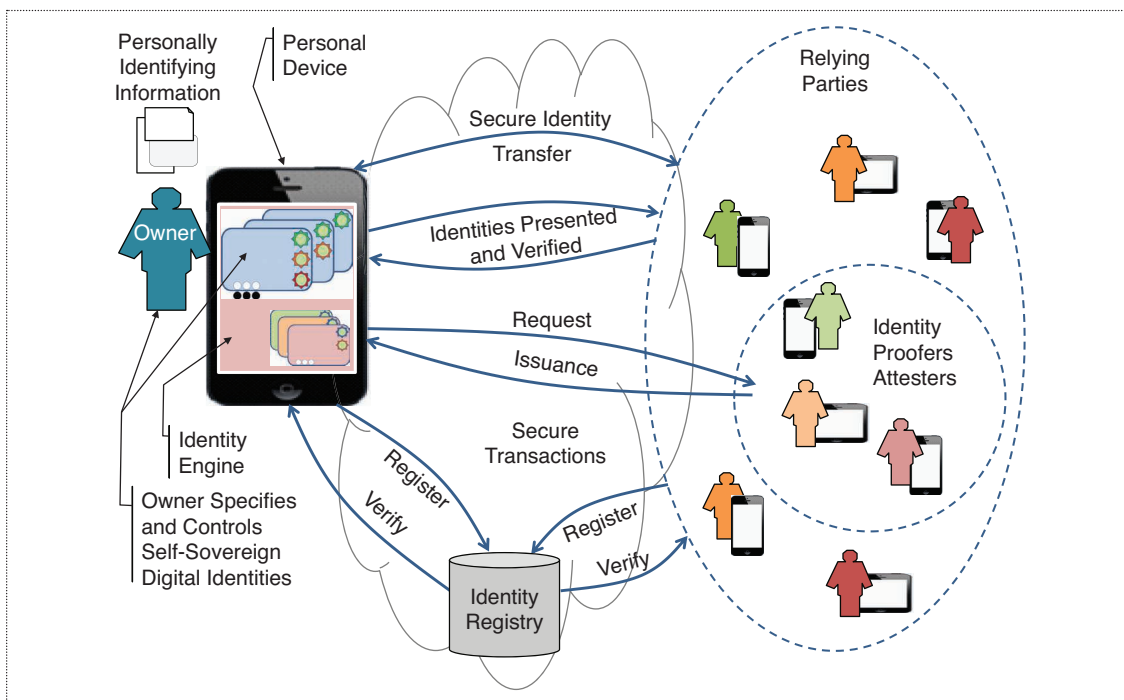 Personally
Identifying
Information
Personal
Device
Relying
Parties
Secure Identity
Transfer
Owner
Identities Presented
and Verified
Request
Issuance
Identity
Proofers
Attesters
Secure
Transactions
Identity
Engine
Register
Verify
Register
Verify
Owner Specifies
and Controls
Self-Sovereign
Digital Identities
Identity
Registry